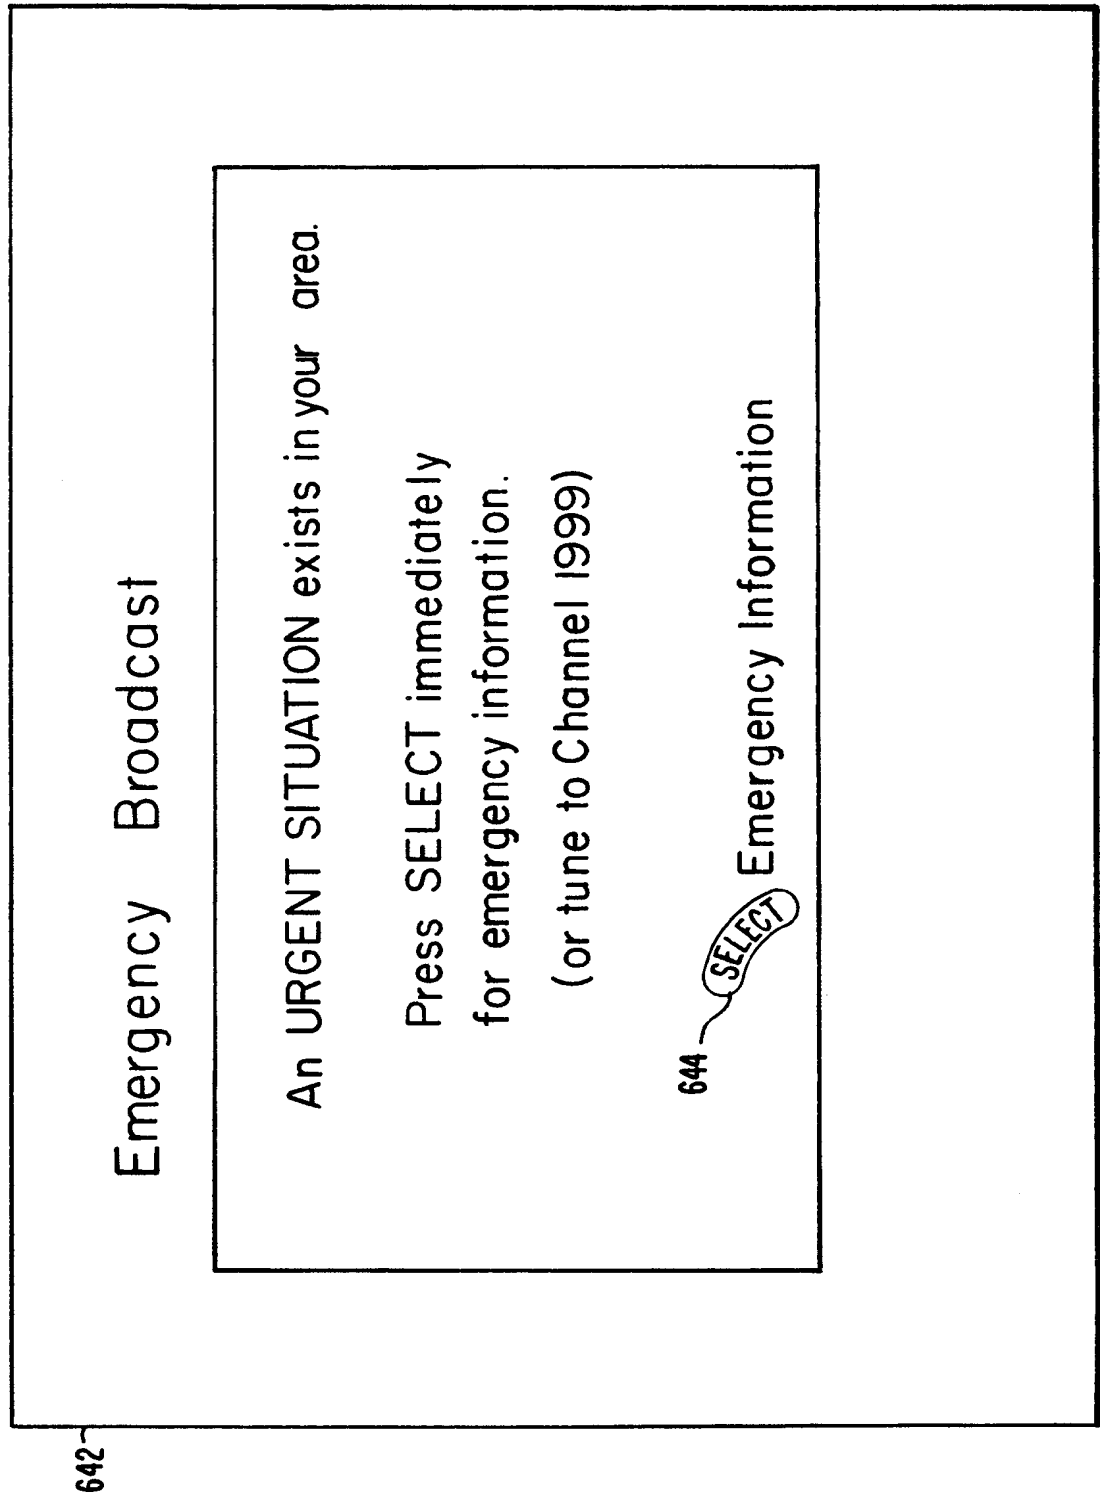 642
Emergency Broadcast
An URGENT SITUATION exists in your area.
Press SELECT immediately
for emergency information.
(or tune to Channel 1999)
644
SELECT Emergency Information